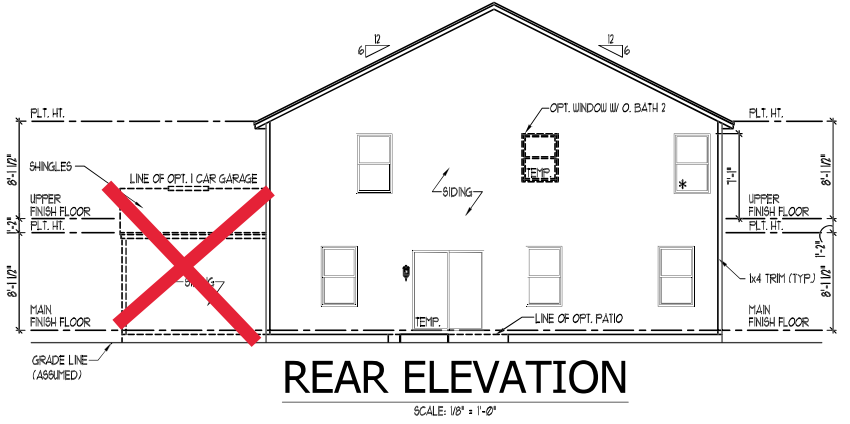 12
6
12
6
OPT. WINDOW W/ O. BATH 2
PLT. HT.
PLT. HT.
8'-1 1/2"
SHINGLES
LINE OF OPT. 1 CAR GARAGE
TEMP.
7'-1"
8'-1 1/2"
*
SIDING
UPPER
FINISH FLOOR
UPPER
FINISH FLOOR
1'-2"
PLT. HT.
PLT. HT.
1'-2"
8'-1 1/2"
8'-1 1/2"
1x4 TRIM (TYP.)
MAIN
FINISH FLOOR
TEMP.
LINE OF OPT. PATIO
MAIN
FINISH FLOOR
GRADE LINE
(ASSUMED)
REAR ELEVATION
SCALE: 1/8" = 1'-0"